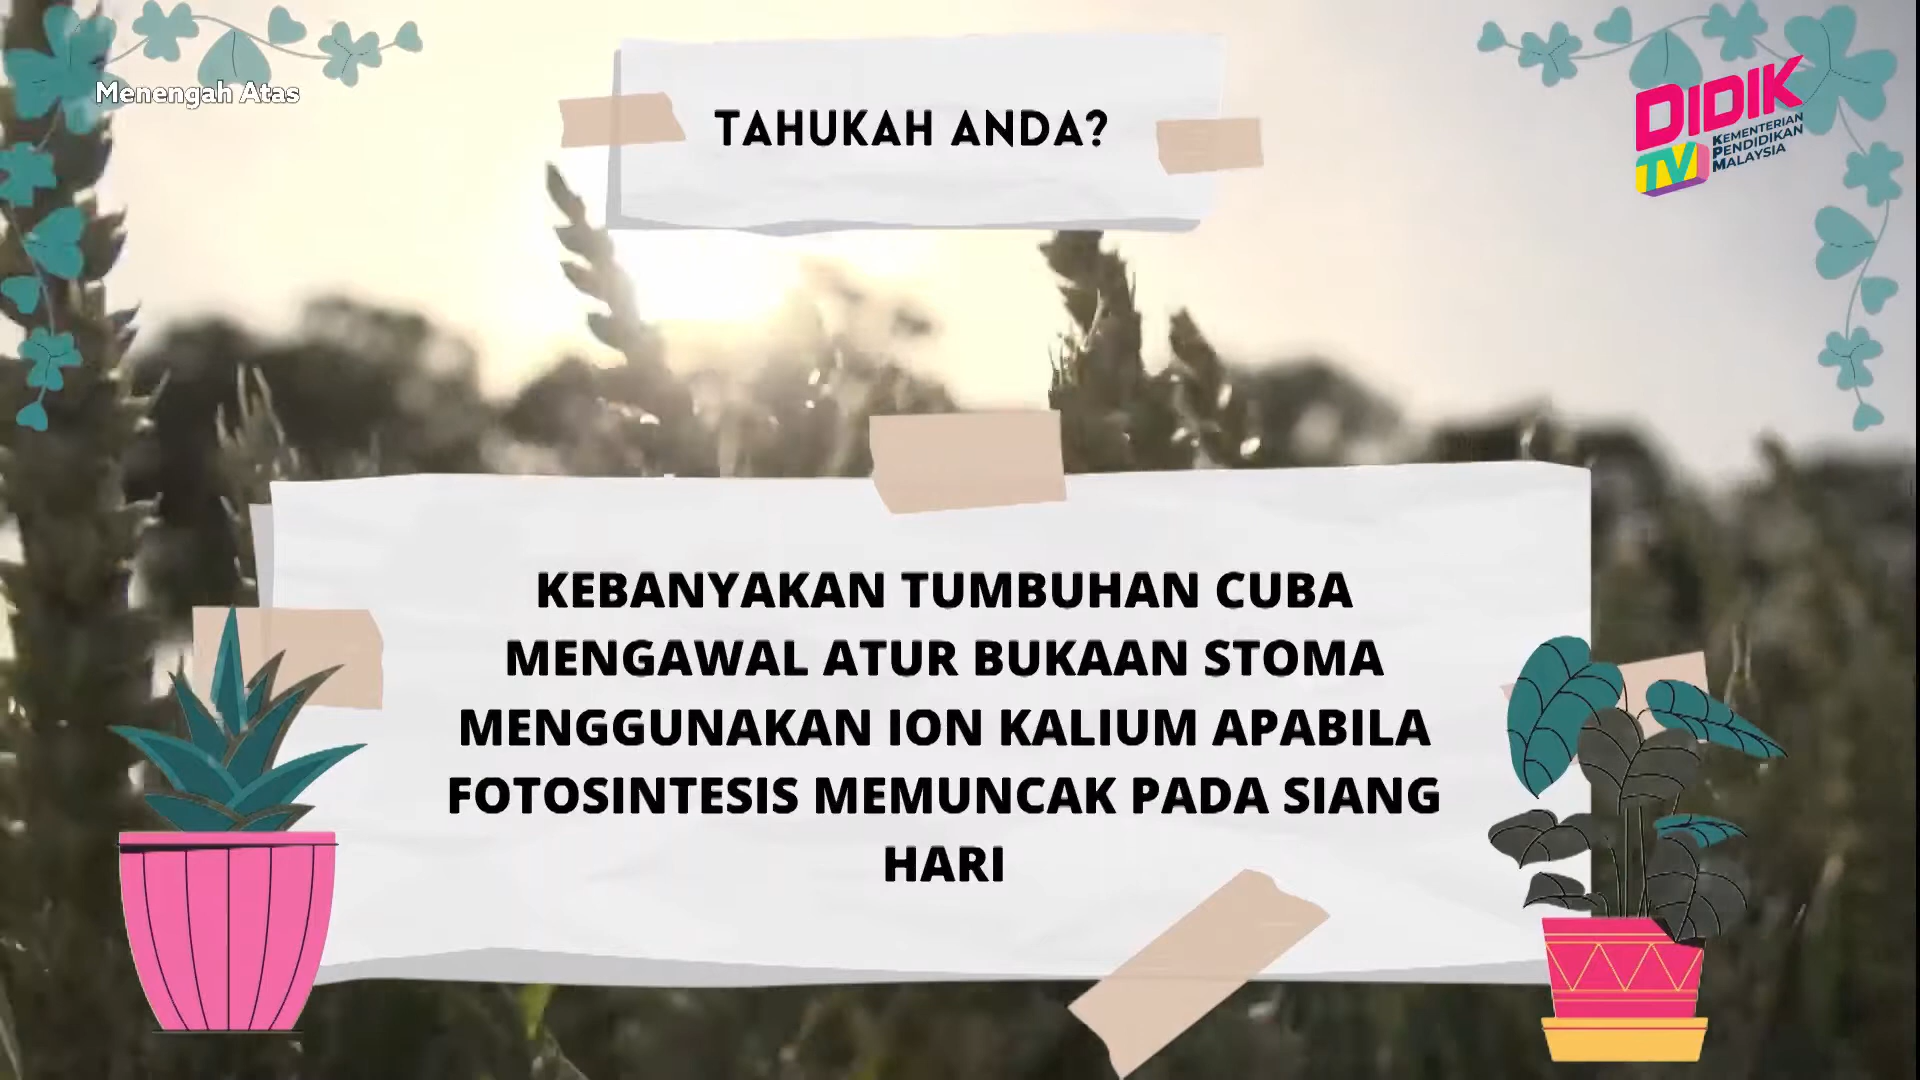 Menengah Atas
TAHUKAH ANDA?
DIDIK
TV
KEMENTERIAN
PENDIDIKAN
MALAYSIA
KEBANYAKAN TUMBUHAN CUBA
MENGAWAL ATUR BUKAAN STOMA
MENGGUNAKAN ION KALIUM APABILA
FOTOSINTESIS MEMUNCAK PADA SIANG
HARI